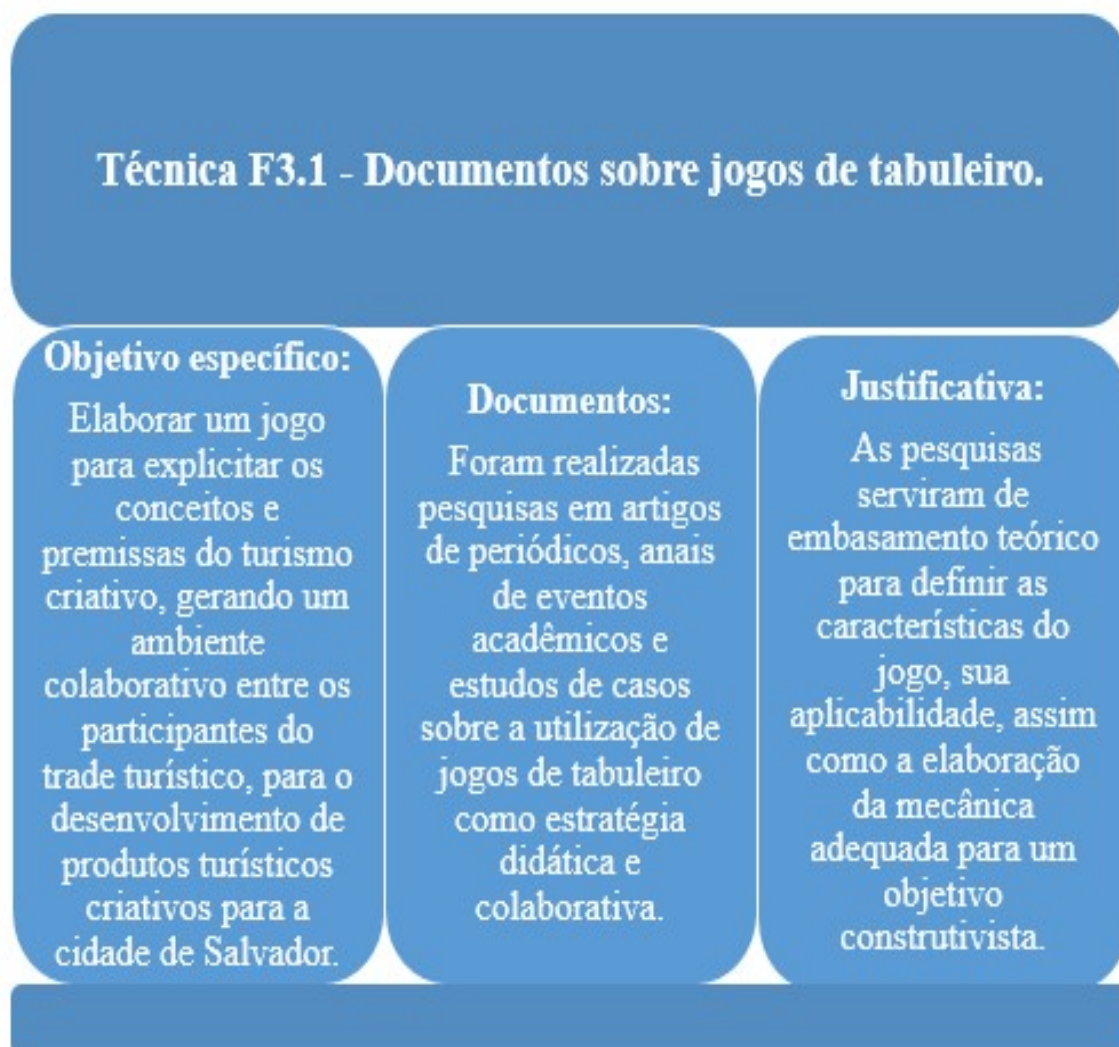 Técnica F3.1 - Documentos sobre jogos de tabuleiro.
Objetivo específico:
Elaborar um jogo
para explicitar os
conceitos e
premissas do turismo
criativo, gerando um
ambiente
colaborativo entre os
participantes do
trade turístico, para o
desenvolvimento de
produtos turísticos
criativos para a
cidade de Salvador.
Documentos:
Foram realizadas
pesquisas em artigos
de periódicos, anais
de eventos
acadêmicos e
estudos de casos
sobre a utilização de
jogos de tabuleiro
como estratégia
didática e
colaborativa.
Justificativa:
As pesquisas
serviram de
embasamento teórico
para definir as
características do
jogo, sua
aplicabilidade, assim
como a elaboração
da mecânica
adequada para um
objetivo
construtivista.